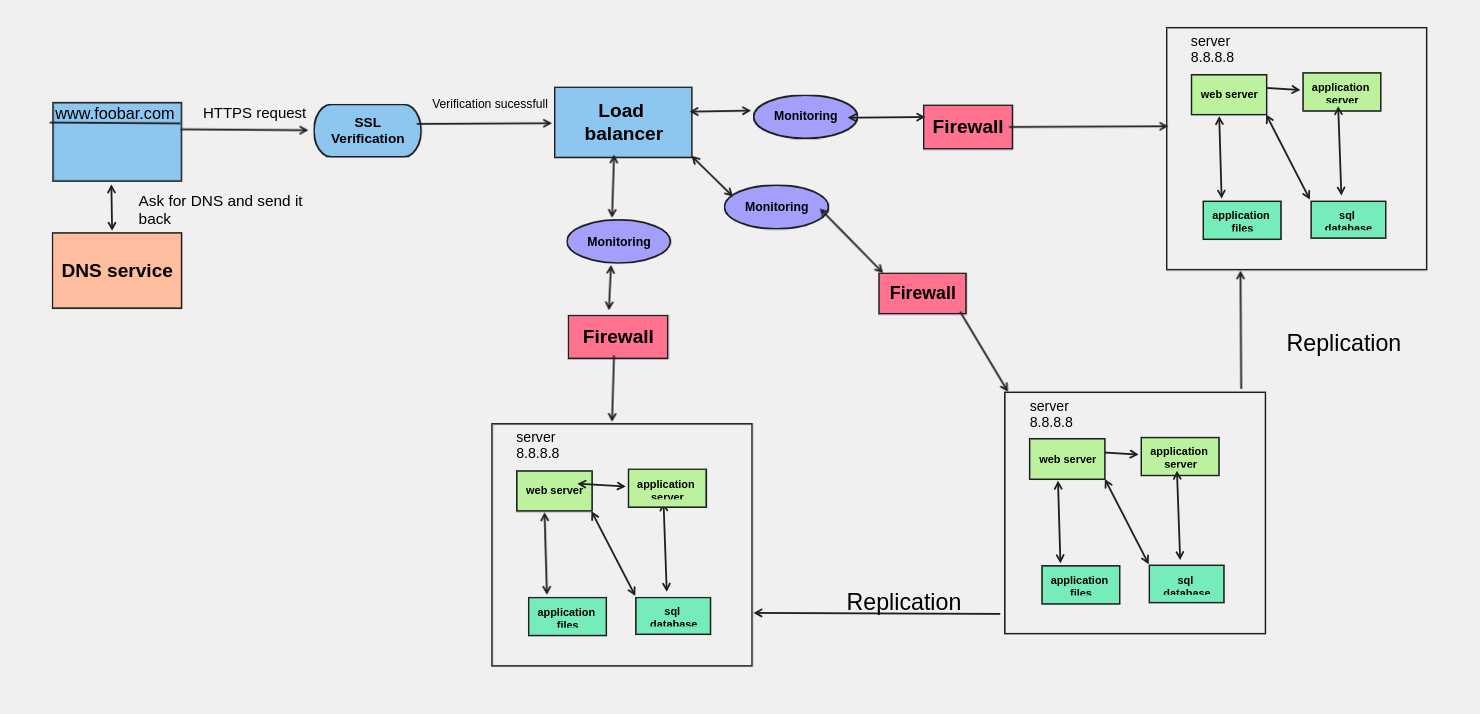 www.foobar.com
HTTPS request
SSL
Verification
Verification sucessfull
Load
balancer
Monitoring
Firewall
server
8.8.8.8
web server
application
server
application
files
sql
database
Ask for DNS and send it
back
DNS service
Monitoring
Monitoring
Firewall
Firewall
Replication
server
8.8.8.8
web server
application
server
application
files
sql
database
server
8.8.8.8
web server
application
server
application
files
sql
database
Replication